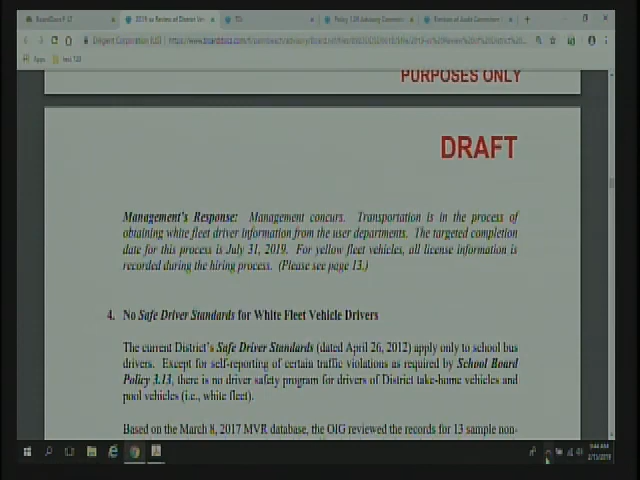 PURPOSES ONLY
DRAFT
Management's Response: Management concurs. Transportation is in the process of
obtaining white fleet driver information from the user departments. The targeted completion
date for this process is July 31, 2019. For yellow fleet vehicles, all license information is
recorded during the hiring process. (Please see page 13.)
4. No Safe Driver Standards for White Fleet Vehicle Drivers
The current District's Safe Driver Standards (dated April 26, 2012) apply only to school bus
drivers. Except for self-reporting of certain traffic violations as required by School Board
Policy 3.13, there is no driver safety program for drivers of District take-home vehicles and
pool vehicles (i.e., white fleet).
Based on the March 8, 2017 MVR database, the OIG reviewed the records for 13 sample non-